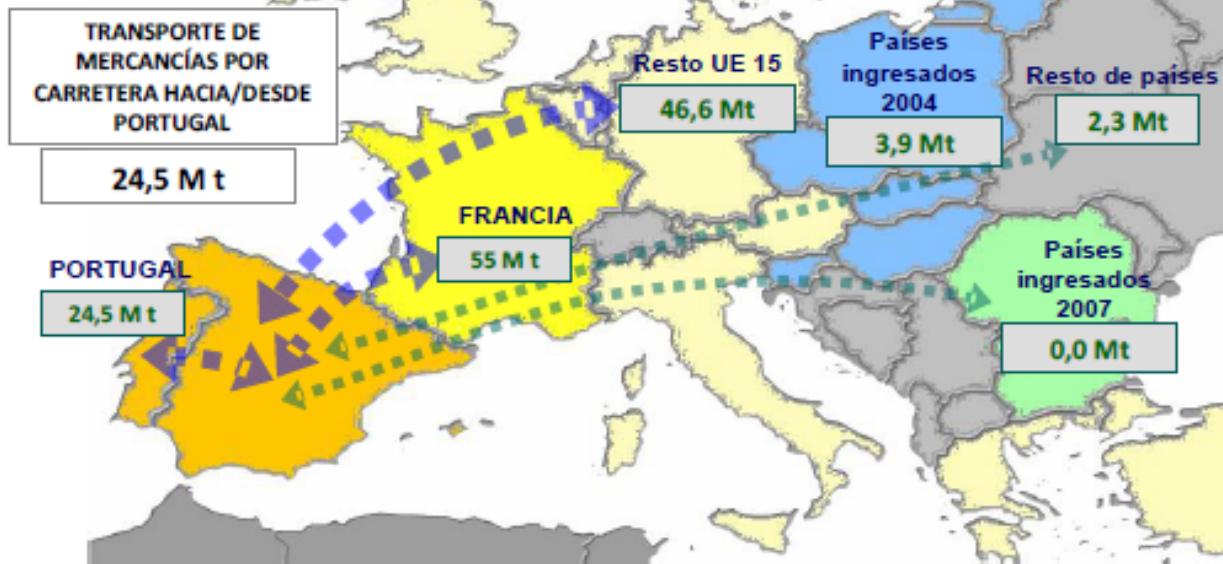 TRANSPORTE DE
MERCANCÍAS POR
CARRETERA HACIA/DESDE
PORTUGAL
24,5 M t
PORTUGAL
24,5 M t
FRANCIA
55 M t
Resto UE 15
46,6 Mt
Países
ingresados
2004
3,9 Mt
Resto de países
2,3 Mt
Países
ingresados
2007
0,0 Mt